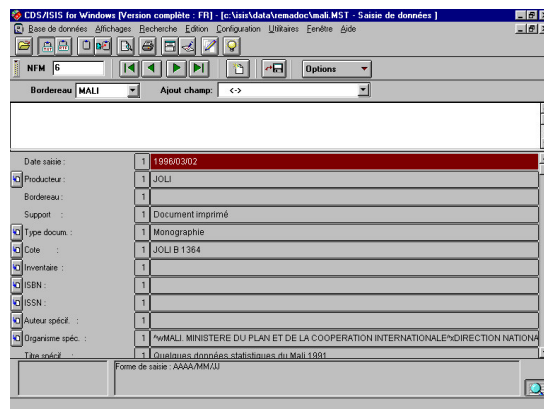 CDS/ISIS for Windows [Version complète : FR] - [c:\isis\data\remadoc\mali.MST - Saisie de données ]
Base de données Affichages Recherche Edition Configuration Utilitaires Fenêtre Aide
NFM 6 Options
Bordereau MALI Ajout champ: <->
Date saisie : 1 1996/03/02
Producteur : 1 JOLI
Bordereau : 1
Support : 1 Document imprimé
Type docum. : 1 Monographie
Cote : 1 JOLI B 1364
Inventaire : 1
ISBN : 1
ISSN : 1
Auteur spécif. : 1
Organisme spéc. : 1 ^wMALI. MINISTERE DU PLAN ET DE LA COOPERATION INTERNATIONALE^xDIRECTION NATIONA
Titre spécif 1 Quelques données statistiques du Mali 1991
Forme de saisie : AAAA/MM/JJ